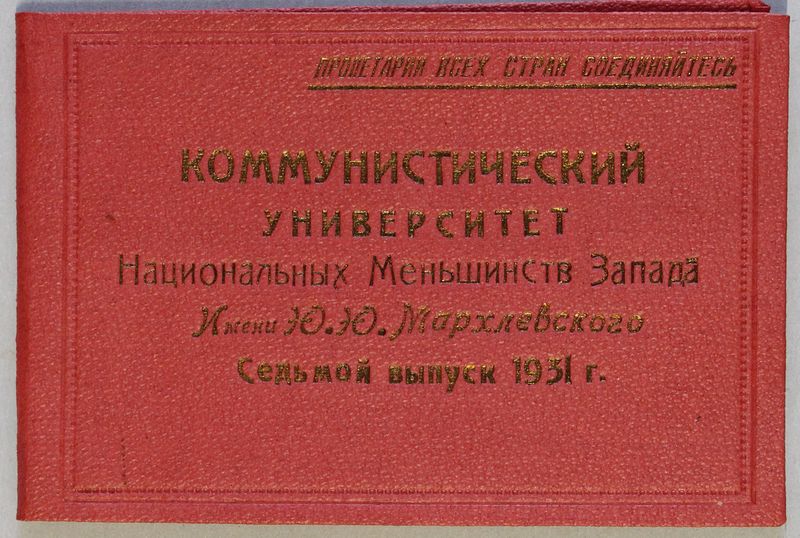 ПРОЛЕТАРИИ ВСЕХ СТРАН СОЕДИНЯЙТЕСЬ
КОММУНИСТИЧЕСКИЙ
УНИВЕРСИТЕТ
Национальных Меньшинств Запада
Имени Ю.Ю. Мархлевского
Седьмой выпуск 1931 г.